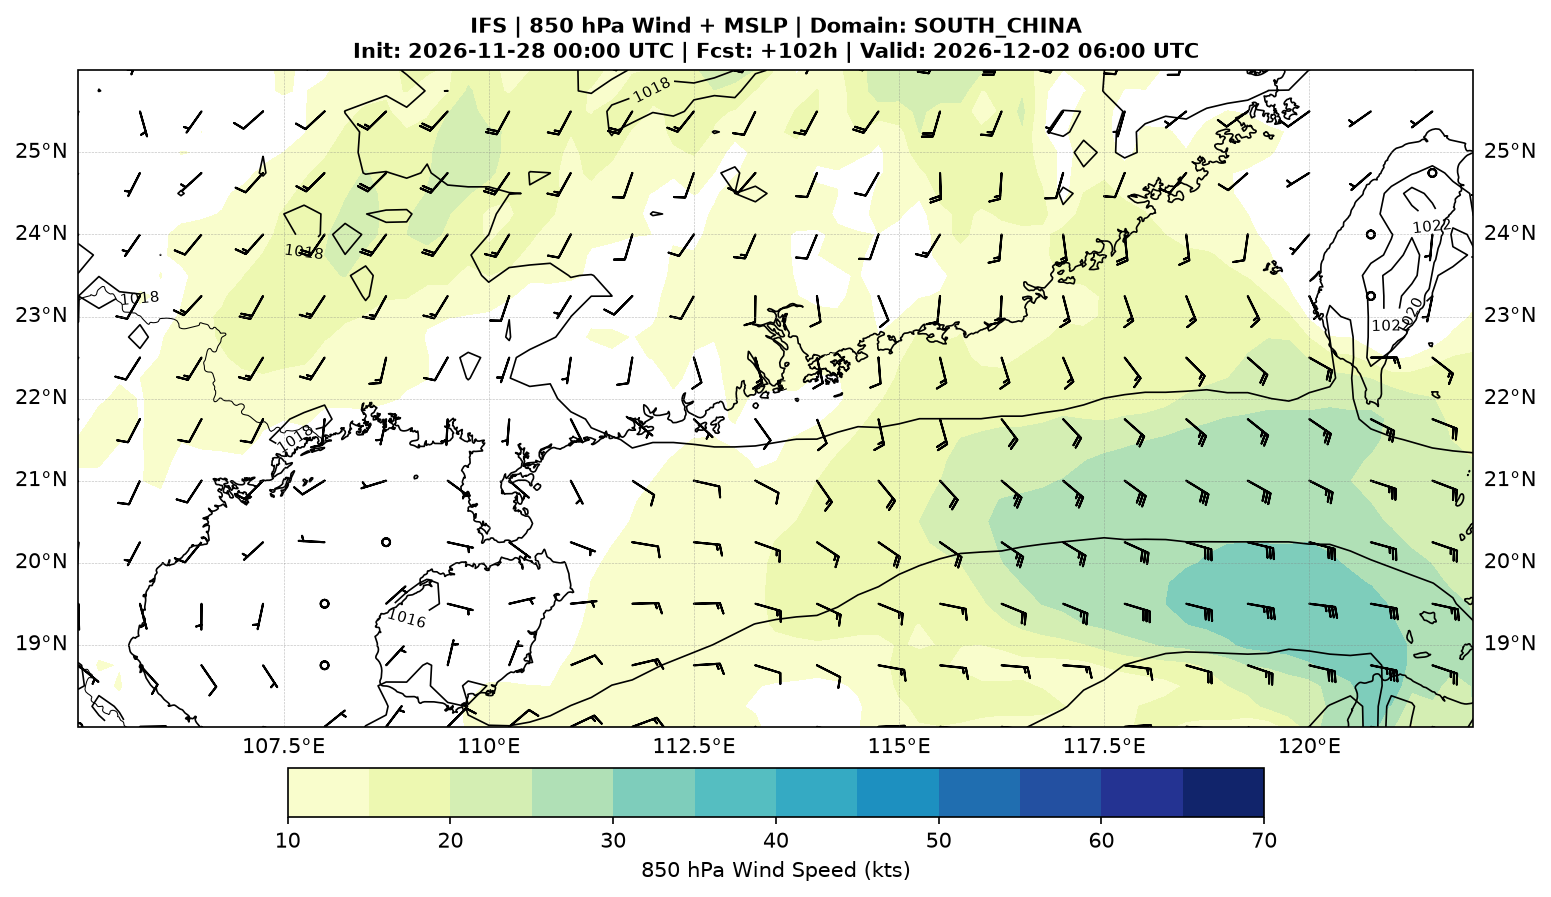 IFS | 850 hPa Wind + MSLP | Domain: SOUTH_CHINA
Init: 2026-11-28 00:00 UTC | Fcst: +102h | Valid: 2026-12-02 06:00 UTC
1018
25°N 25°N
24°N 1018 1022 24°N
1018
23°N 1020 102 23°N
22°N 22°N
1018
21°N 21°N
20°N 20°N
1016
19°N 19°N
107.5°E 110°E 112.5°E 115°E 117.5°E 120°E
10 20 30 40 50 60 70
850 hPa Wind Speed (kts)